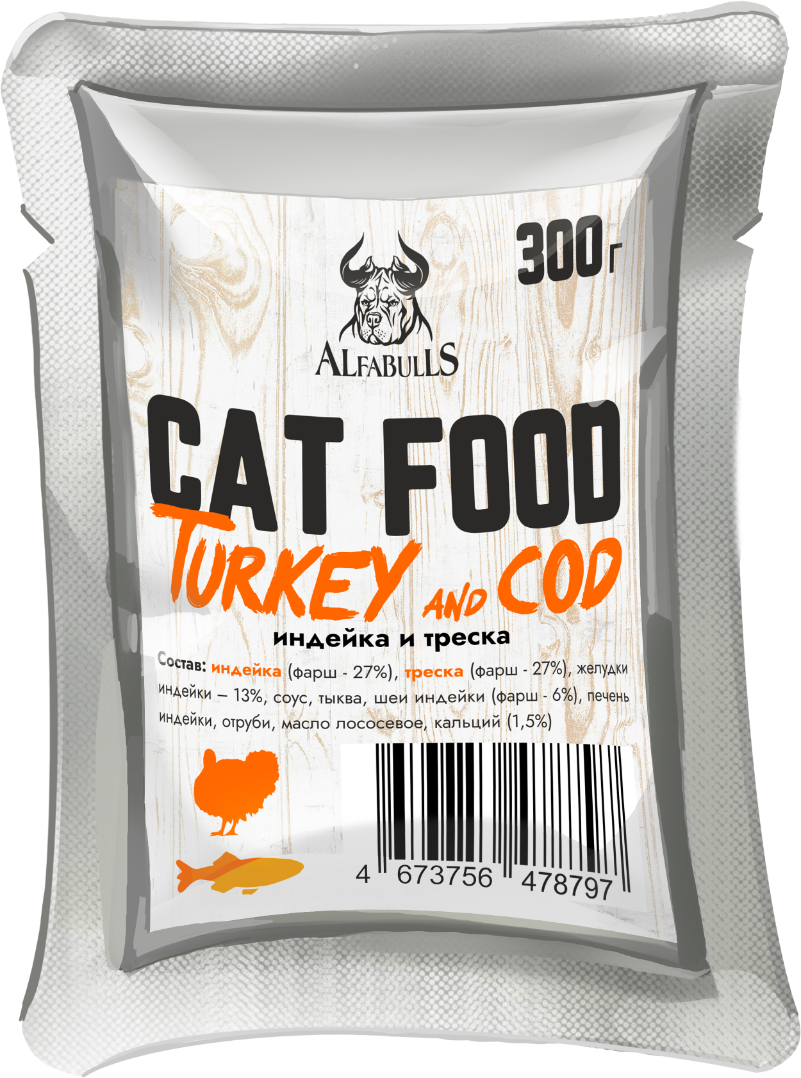 300 г
ALFABULLS
CAT FOOD
TURKEY AND COD
индейка и треска
Состав: индейка (фарш - 27%), треска (фарш - 27%), желудки
индейки – 13%, соус, тыква, шеи индейки (фарш - 6%), печень
индейки, отруби, масло лососевое, кальций (1,5%)
4 673756 478797